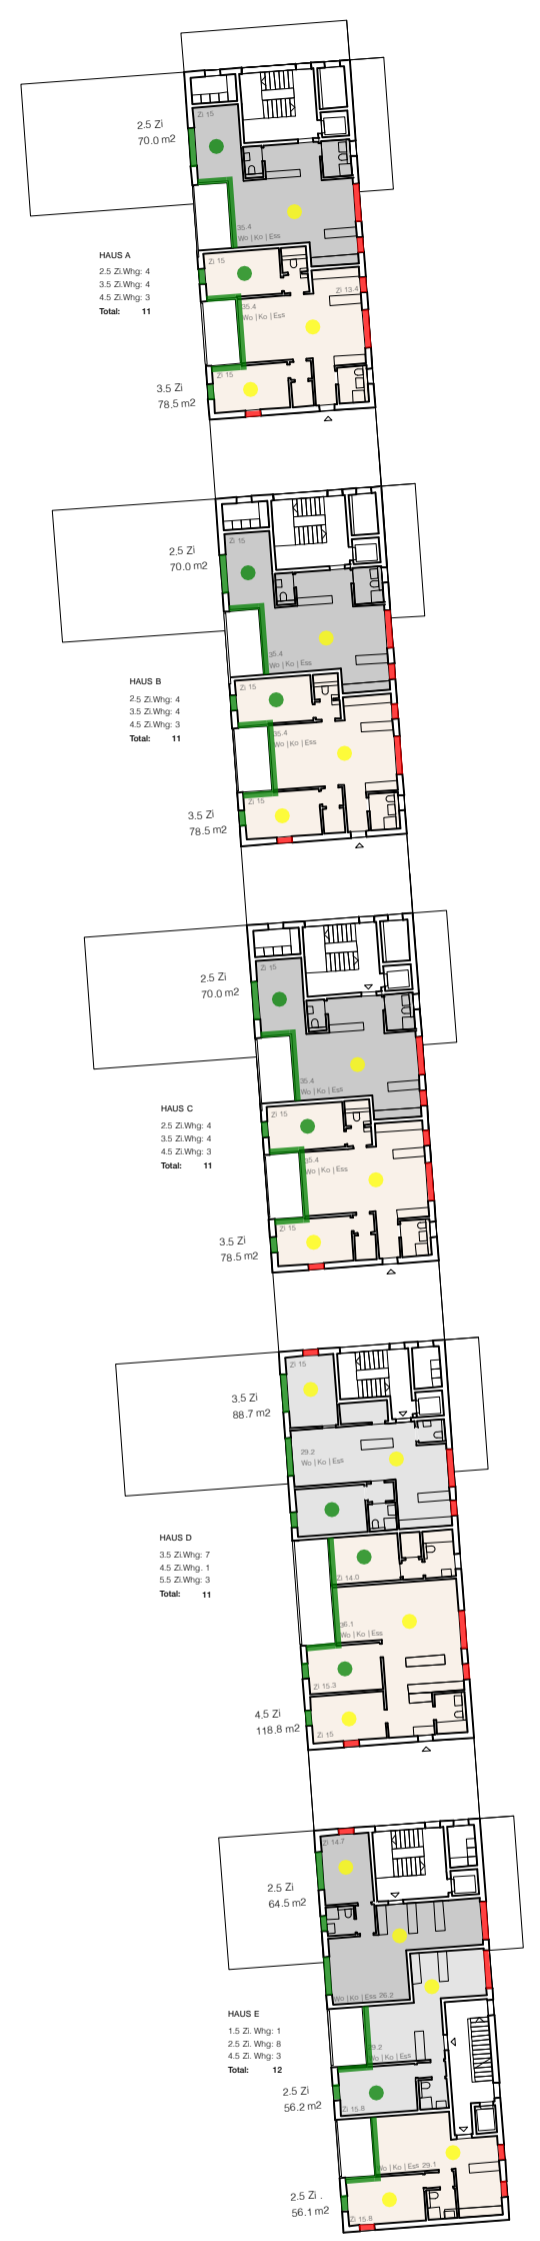 Zi 15
2.5 Zi
70.0 m2
35.4
Wo | Ko | Ess
HAUS A
2.5 Zi.Whg: 4
3.5 Zi.Whg: 4
4.5 Zi.Whg: 3
Total: 11
Zi 15
Zi 13.4
35.4
Wo | Ko | Ess
Zi 15
3.5 Zi
78.5 m2
Zi 15
2.5 Zi
70.0 m2
35.4
Wo | Ko | Ess
HAUS B
2.5 Zi.Whg: 4
3.5 Zi.Whg: 4
4.5 Zi.Whg: 3
Total: 11
Zi 15
35.4
Wo | Ko | Ess
Zi 15
3.5 Zi
78.5 m2
Zi 15
2.5 Zi
70.0 m2
35.4
Wo | Ko | Ess
HAUS C
2.5 Zi.Whg: 4
3.5 Zi.Whg: 4
4.5 Zi.Whg: 3
Total: 11
Zi 15
35.4
Wo | Ko | Ess
Zi 15
3.5 Zi
78.5 m2
Zi 15
3.5 Zi
88.7 m2
29.2
Wo | Ko | Ess
HAUS D
3.5 Zi.Whg: 7
4.5 Zi.Whg. 1
5.5 Zi.Whg: 3
Total: 11
Zi 14.0
36.1
Wo | Ko | Ess
Zi 15.3
4.5 Zi
118.8 m2
Zi 15
Zi 14.7
2.5 Zi
64.5 m2
Wo | Ko | Ess 26.2
HAUS E
1.5 Zi. Whg: 1
2.5 Zi. Whg: 8
4.5 Zi. Whg: 3
Total: 12
29.2
Wo | Ko | Ess
2.5 Zi
56.2 m2
Zi 15.8
Wo | Ko | Ess 29.1
2.5 Zi .
56.1 m2
Zi 15.8